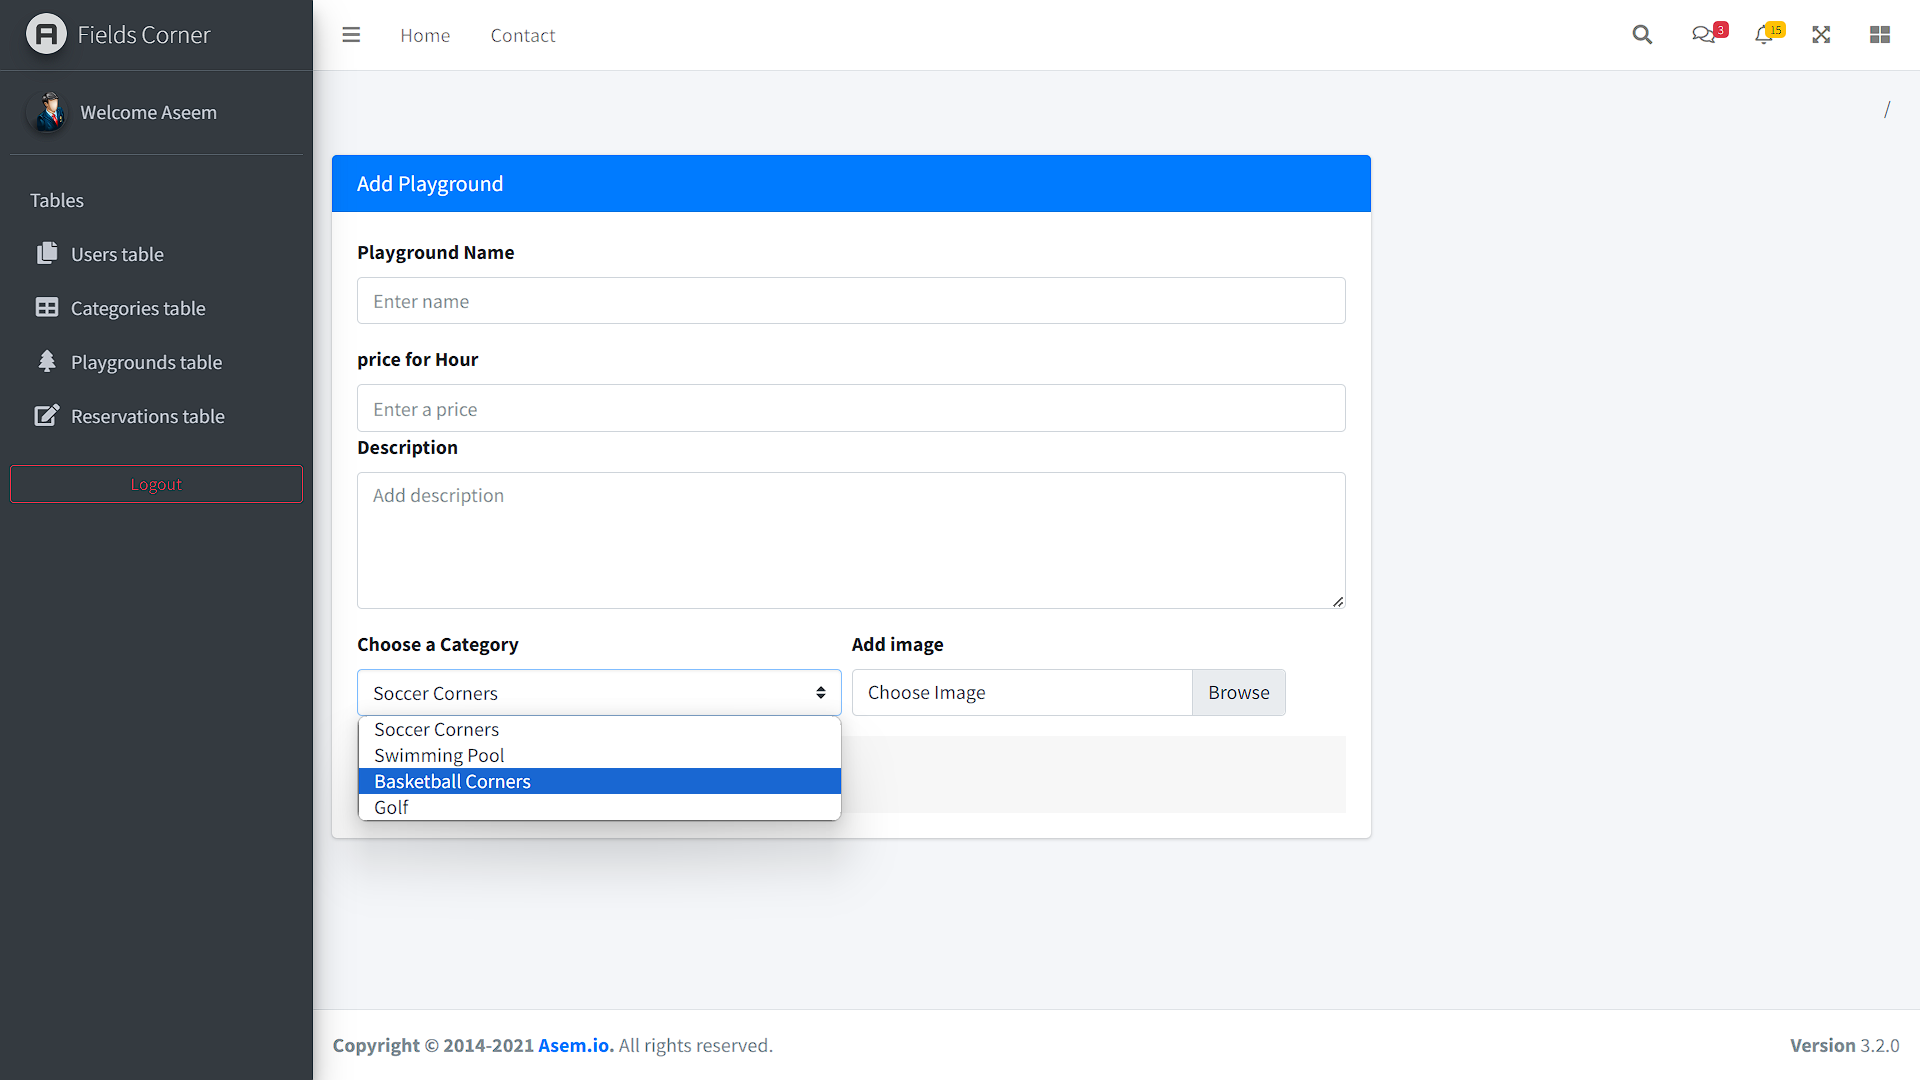 Fields Corner
Home
Contact
3
15
Welcome Aseem
/
Tables
Users table
Categories table
Playgrounds table
Reservations table
Logout
Add Playground
Playground Name
Enter name
price for Hour
Enter a price
Description
Add description
Choose a Category
Add image
Soccer Corners
Choose Image
Browse
Soccer Corners
Swimming Pool
Basketball Corners
Golf
Copyright © 2014-2021 Asem.io. All rights reserved.
Version 3.2.0